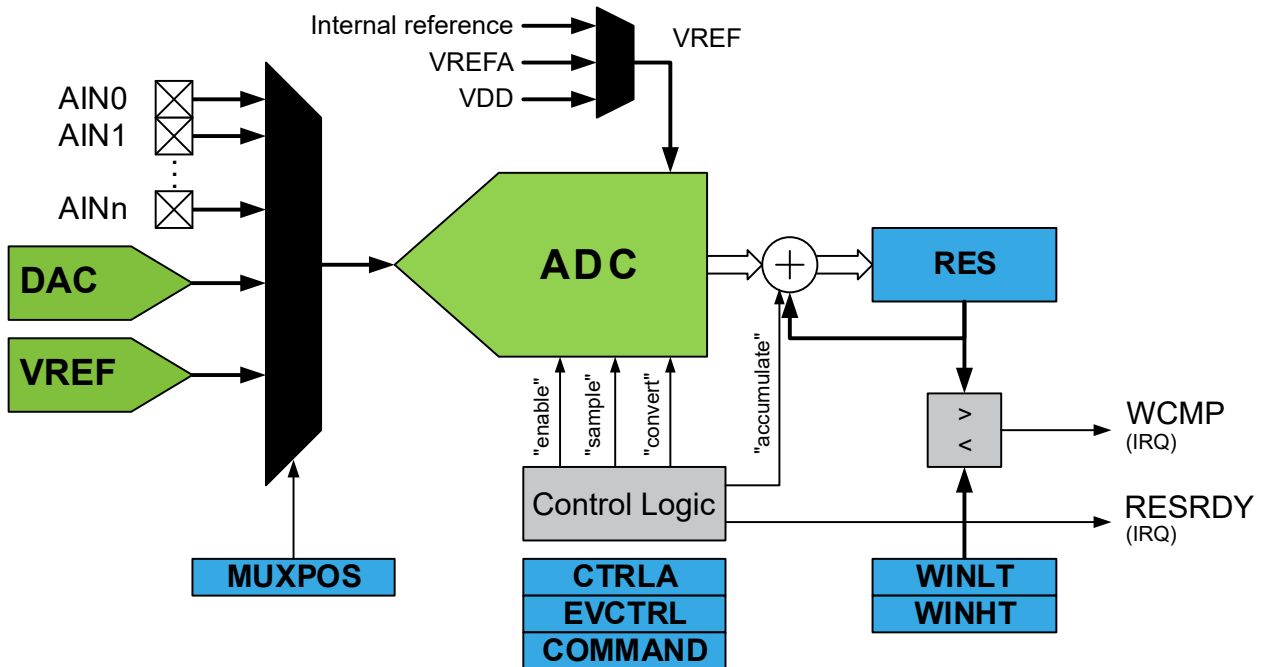 Internal reference
VREFA
VDD
VREF
AIN0
AIN1
AINn
DAC
VREF
ADC
+
RES
"enable"
"sample"
"convert"
"accumulate"
>
<
WCMP
(IRQ)
Control Logic
RESRDY
(IRQ)
MUXPOS
CTRLA
EVCTRL
COMMAND
WINLT
WINHT